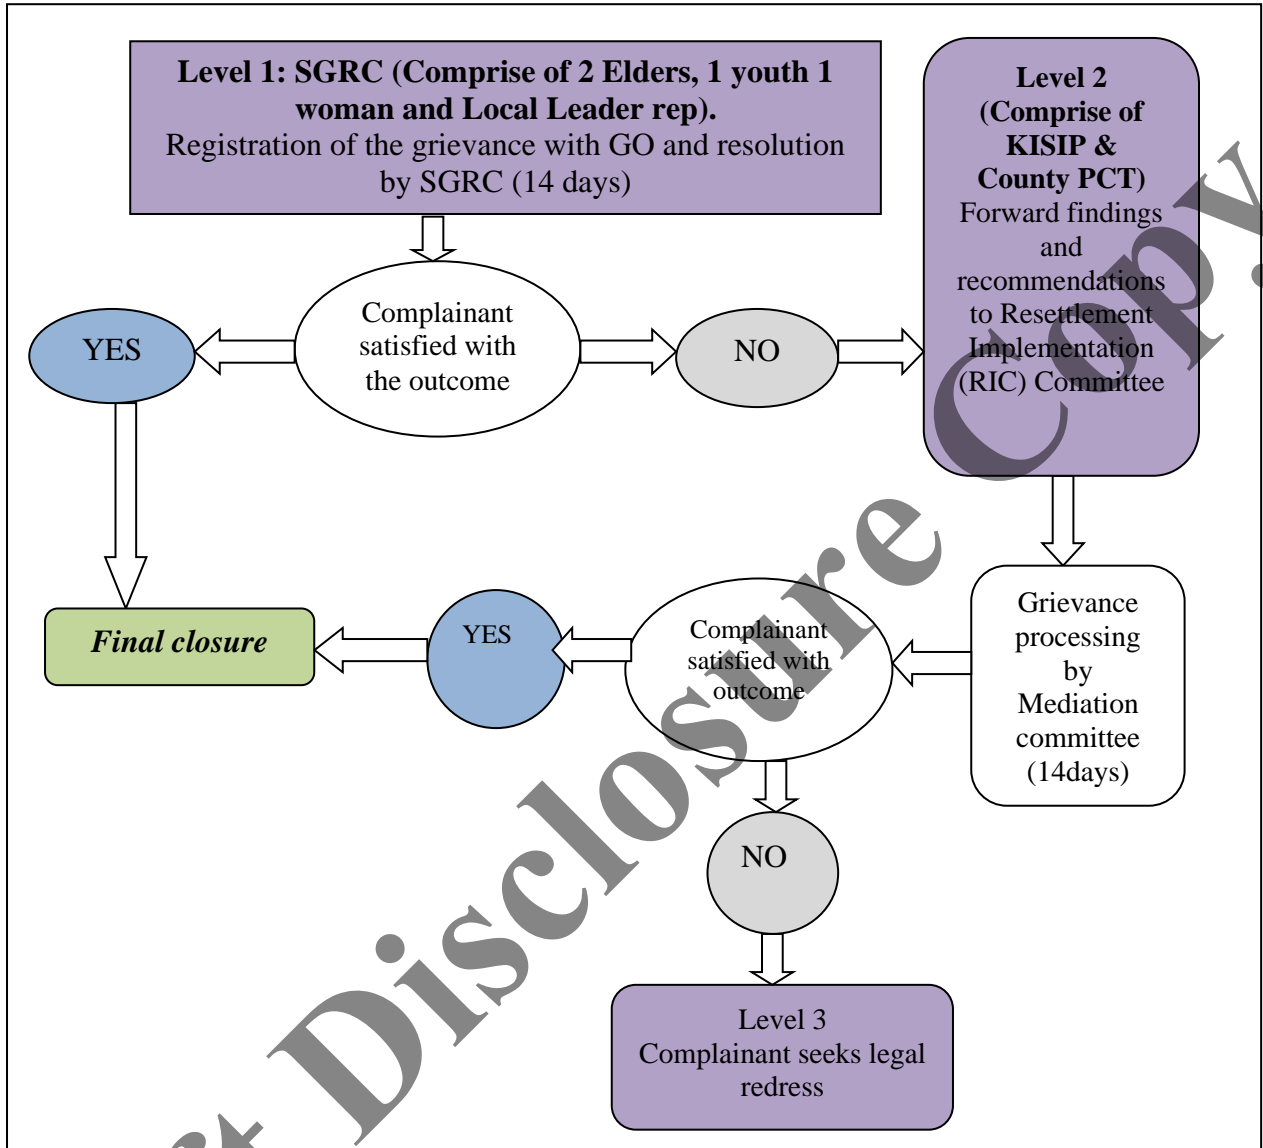 Level 1: SGRC (Comprise of 2 Elders, 1 youth 1
woman and Local Leader rep).
Registration of the grievance with GO and resolution
by SGRC (14 days)
Level 2
(Comprise of
KISIP &
County PCT)
Forward findings
and
recommendations
to Resettlement
Implementation
(RIC) Committee
Complainant
satisfied with
the outcome
YES
NO
Final closure
YES
Complainant
satisfied with
outcome
Grievance
processing
by
Mediation
committee
(14days)
NO
Level 3
Complainant seeks legal
redress
Disclosure Copy